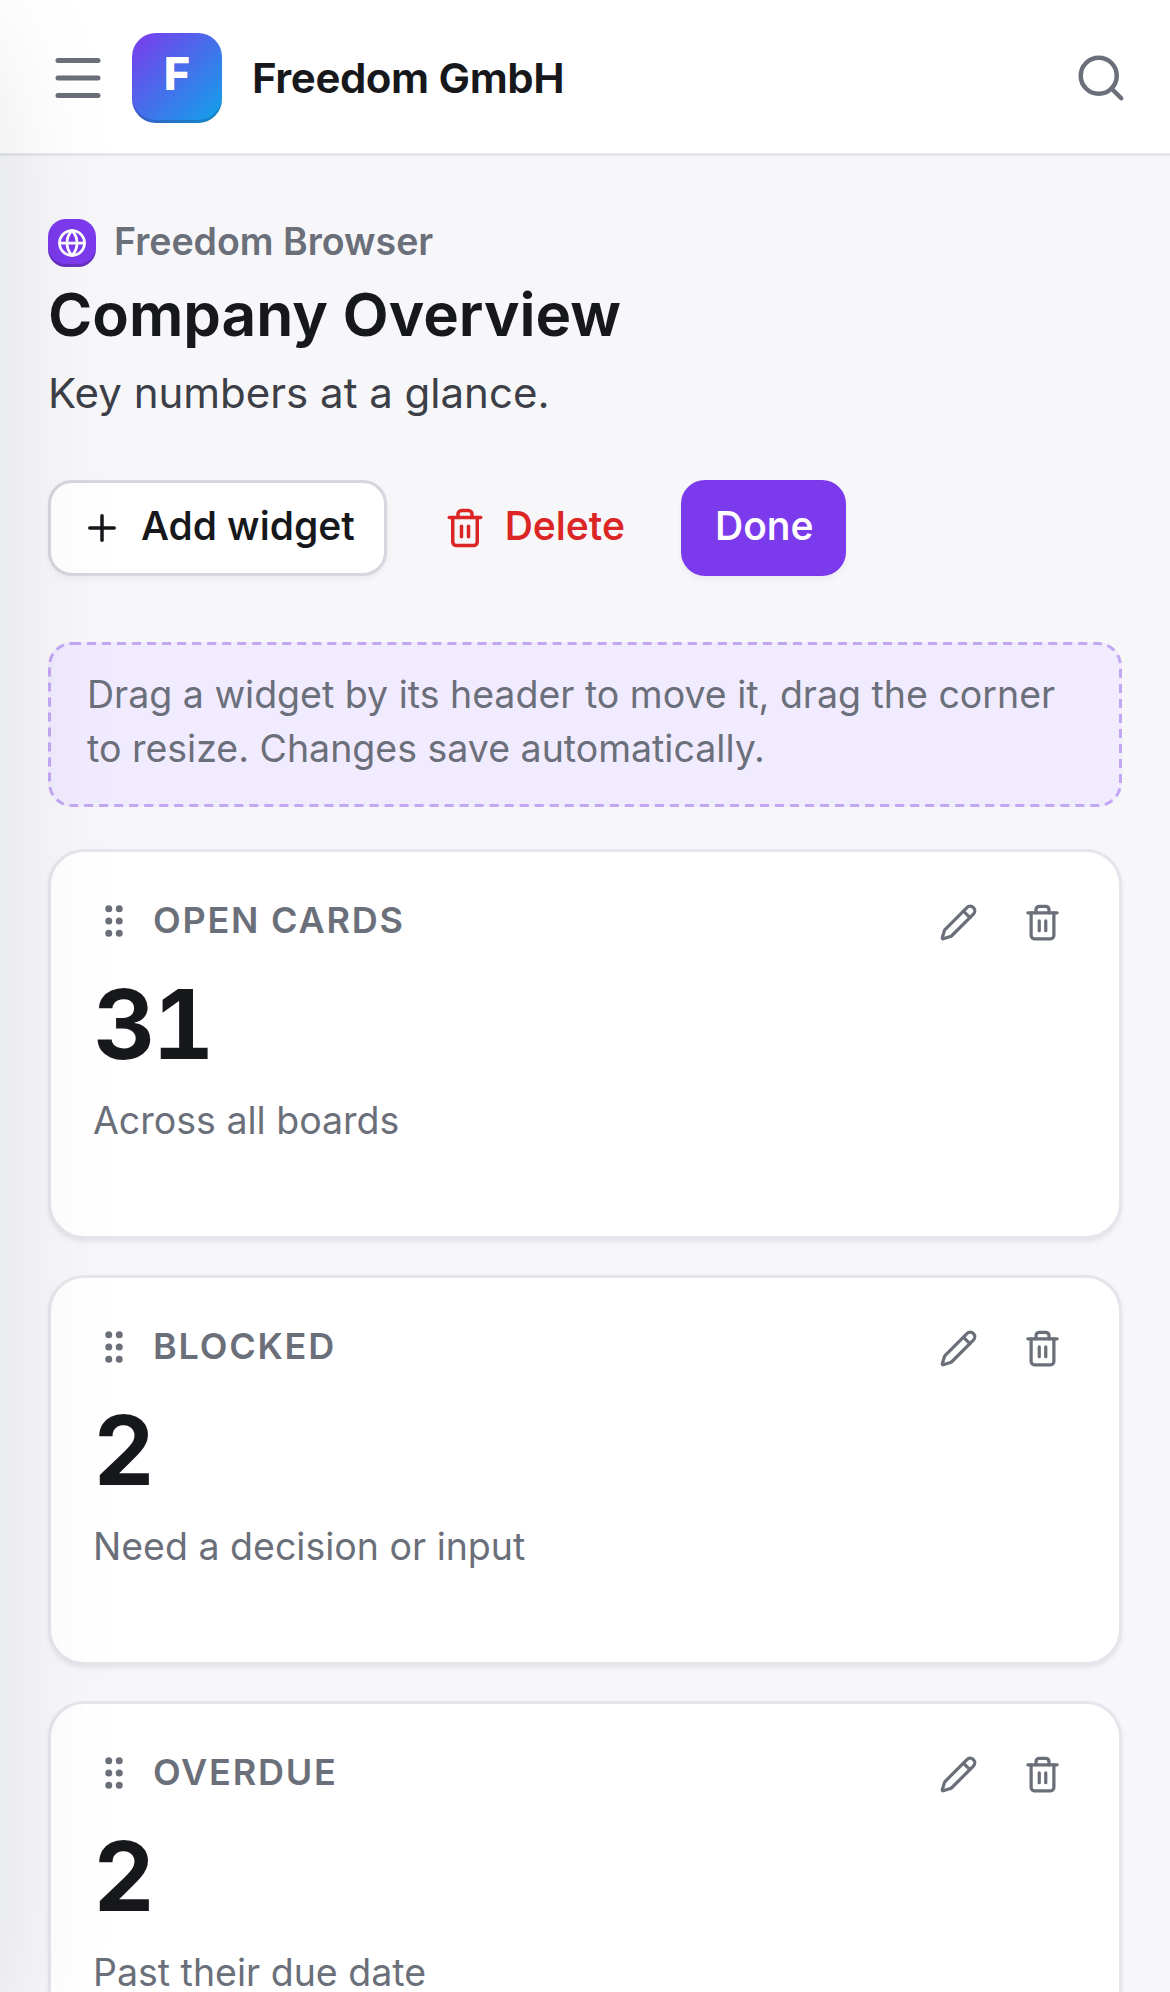 F Freedom GmbH
Freedom Browser
Company Overview
Key numbers at a glance.
Add widget Delete Done
Drag a widget by its header to move it, drag the corner
to resize. Changes save automatically.
OPEN CARDS
31
Across all boards
BLOCKED
2
Need a decision or input
OVERDUE
2
Past their due date